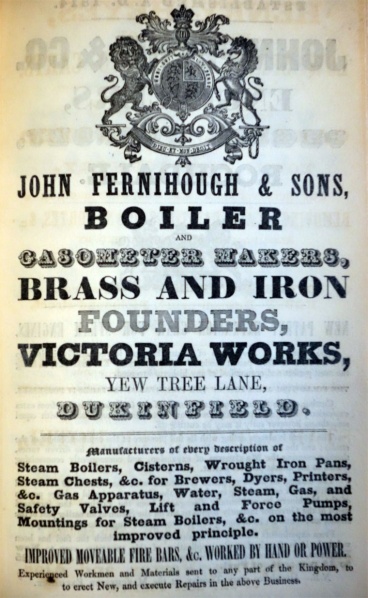 DIEU ET MON DROIT
JOHN FERNIHOUGH & SONS,
BOILER
AND
GASOMETER MAKERS,
BRASS AND IRON
FOUNDERS,
VICTORIA WORKS,
YEW TREE LANE,
DUKINFIELD.
Manufacturers of every description of
Steam Boilers, Cisterns, Wrought Iron Pans,
Steam Chests, &c. for Brewers, Dyers, Printers,
&c. Gas Apparatus, Water, Steam, Gas, and
Safety Valves, Lift and Force Pumps,
Mountings for Steam Boilers, &c. on the most
improved principle.
IMPROVED MOVEABLE FIRE BARS, &c. WORKED BY HAND OR POWER.
Experienced Workmen and Materials sent to any part of the Kingdom, to
to erect New, and execute Repairs in the above Business.